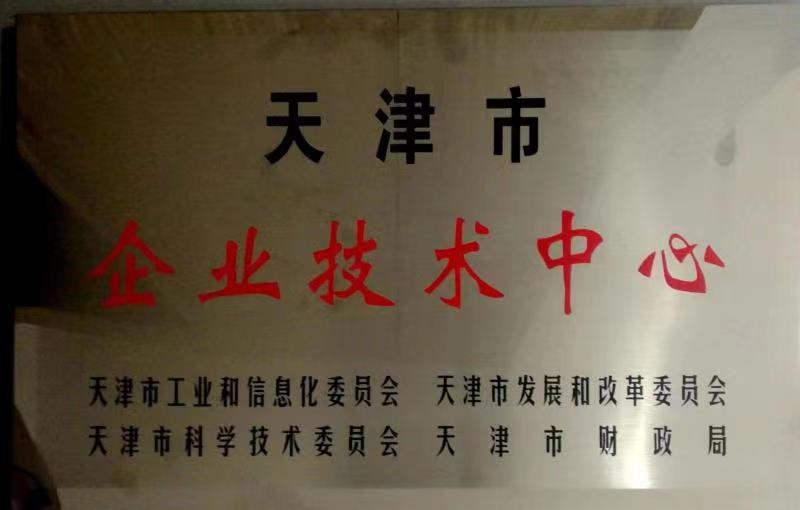 天津市
企业技术中心
天津市工业和信息化委员会 天津市发展和改革委员会
天津市科学技术委员会 天津市财政局